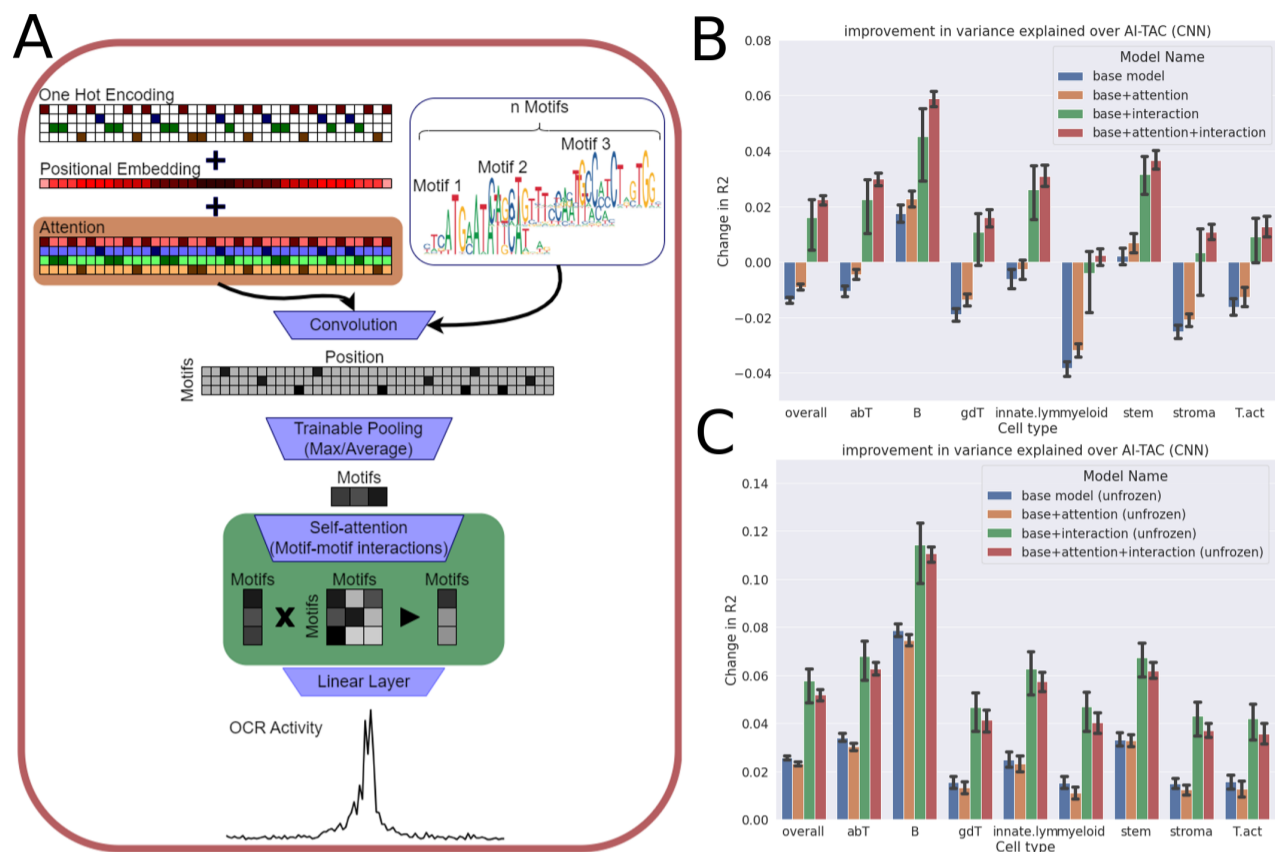 A
One Hot Encoding
Positional Embedding
Attention
n Motifs
Motif 1
Motif 2
Motif 3
Convolution
Position
Motifs
Trainable Pooling
(Max/Average)
Motifs
Self-attention
(Motif-motif interactions)
Motifs
Motifs
Motifs
Motifs
X
Linear Layer
OCR Activity
B
improvement in variance explained over AI-TAC (CNN)
Model Name
base model
base+attention
base+interaction
base+attention+interaction
Change in R2
0.08
0.06
0.04
0.02
0.00
−0.02
−0.04
overall abT B gdT innate.lym myeloid stem stroma T.act
Cell type
C
improvement in variance explained over AI-TAC (CNN)
Model Name
base model (unfrozen)
base+attention (unfrozen)
base+interaction (unfrozen)
base+attention+interaction (unfrozen)
Change in R2
0.14
0.12
0.10
0.08
0.06
0.04
0.02
0.00
overall abT B gdT innate.lym myeloid stem stroma T.act
Cell type